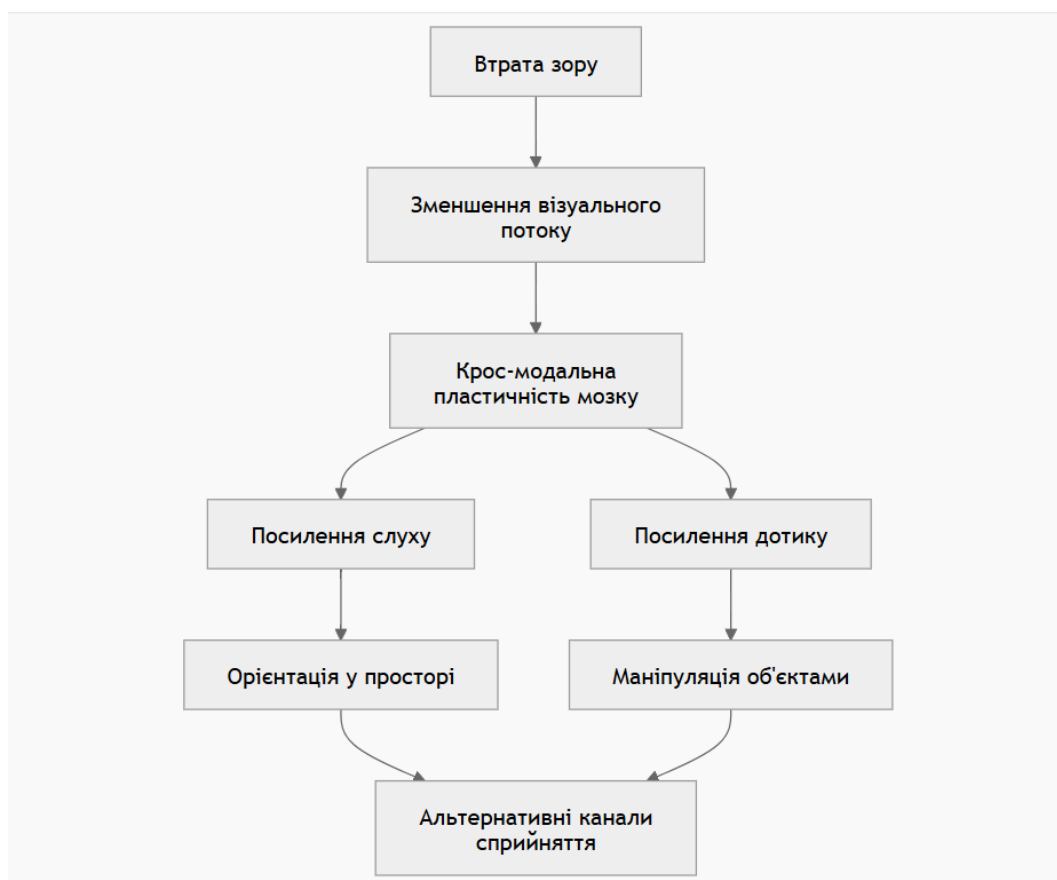 Втрата зору
Зменшення візуального
потоку
Крос-модальна
пластичність мозку
Посилення слуху
Посилення дотику
Орієнтація у просторі
Маніпуляція об'єктами
Альтернативні канали
сприйняття